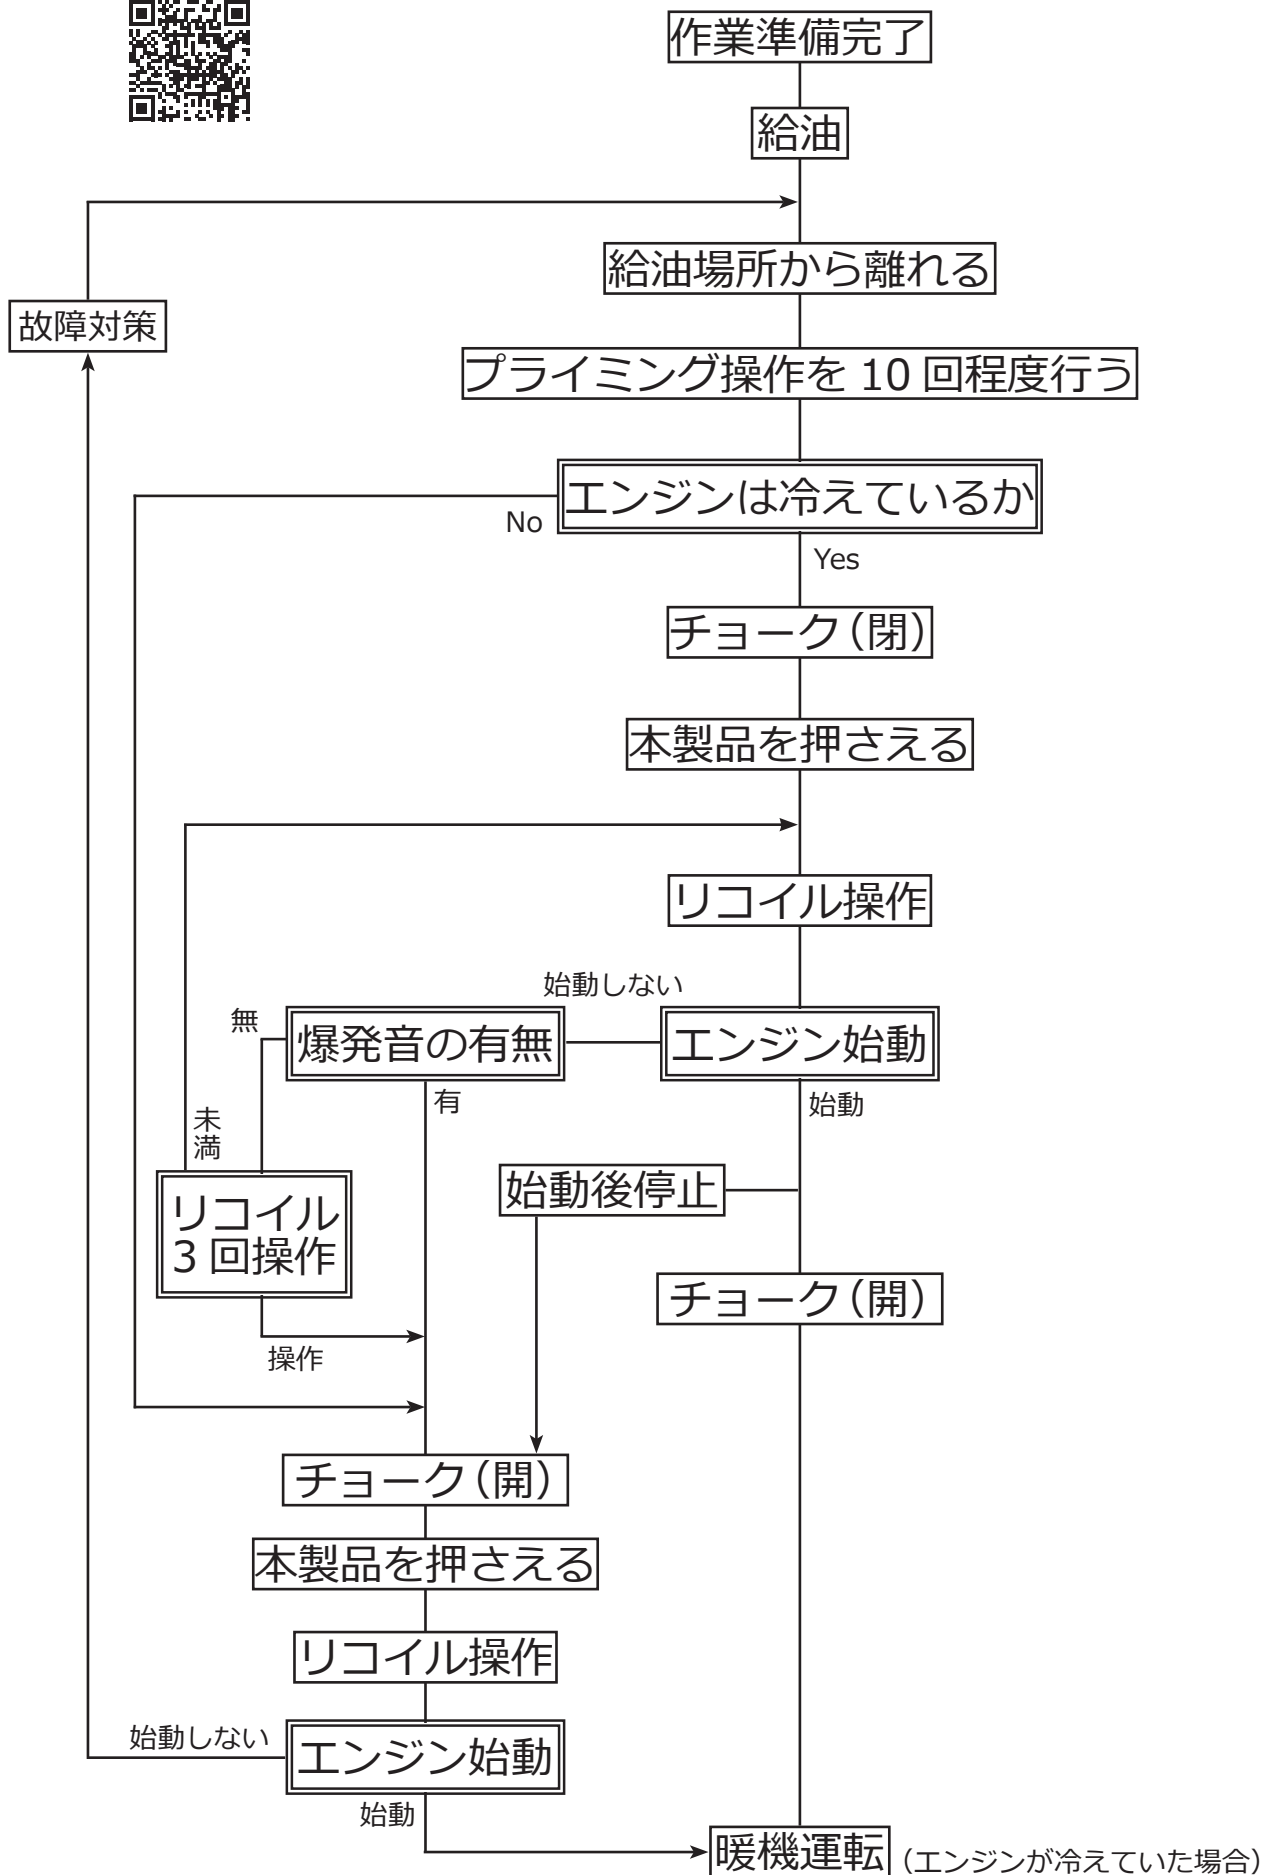 作業準備完了
給油
給油場所から離れる
故障対策
プライミング操作を 10 回程度行う
エンジンは冷えているか
No
Yes
チョーク（閉）
本製品を押さえる
リコイル操作
始動しない
無
爆発音の有無
エンジン始動
有
始動
未満
始動後停止
リコイル
3 回操作
チョーク（開）
操作
チョーク（開）
本製品を押さえる
リコイル操作
始動しない
エンジン始動
始動
暖機運転（エンジンが冷えていた場合）